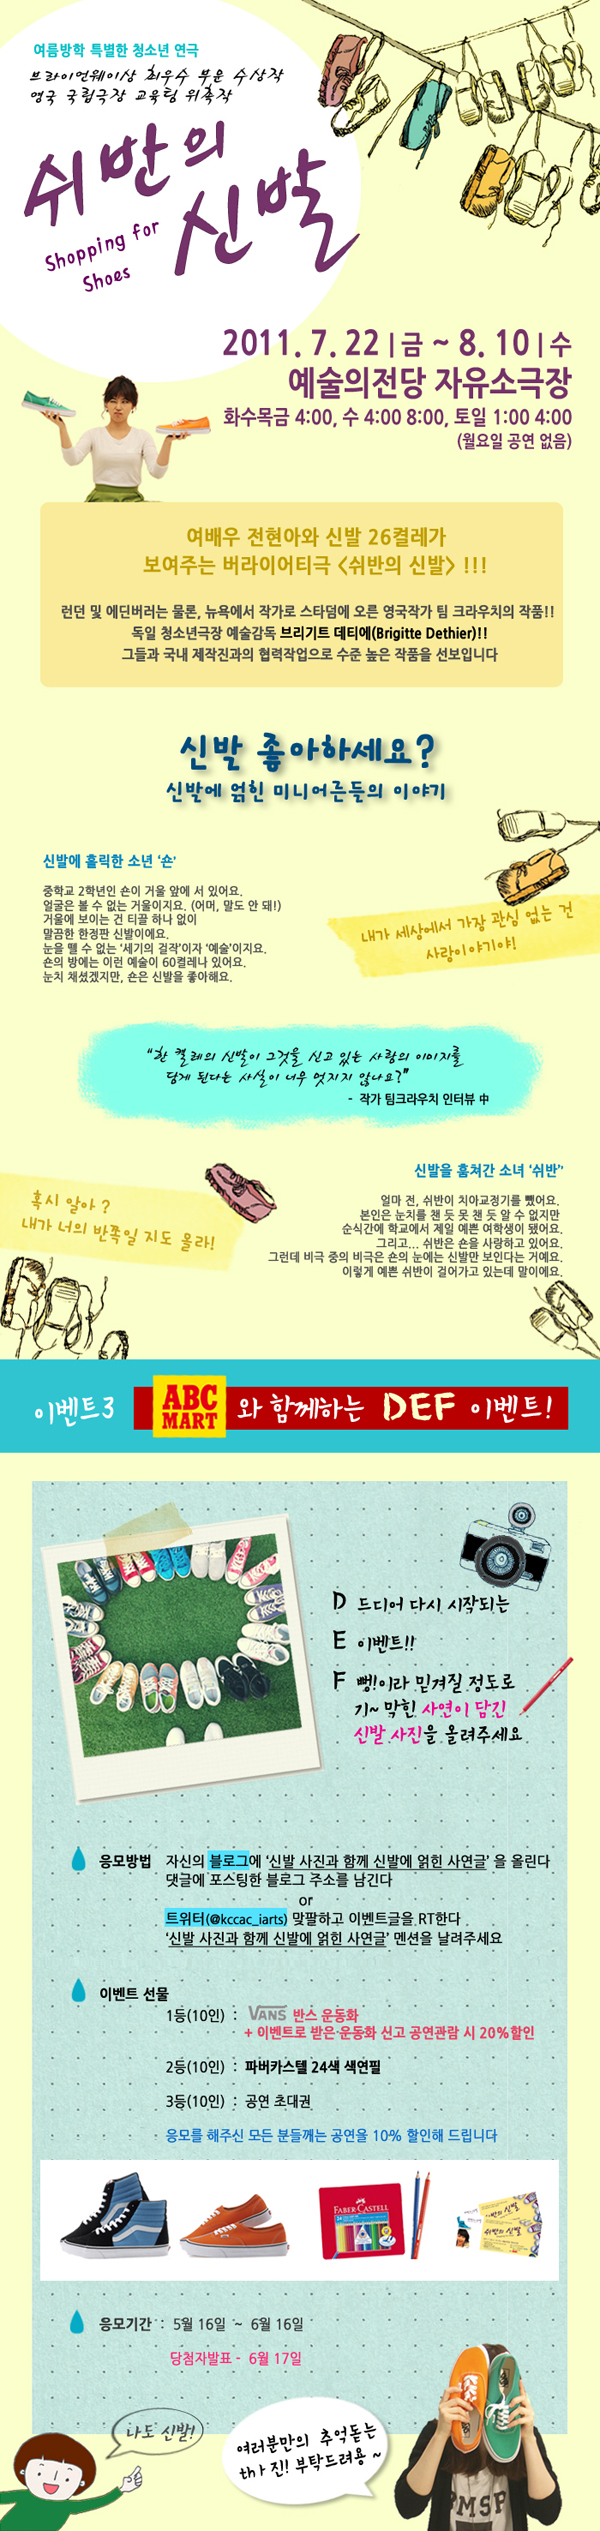 여름방학 특별한 청소년 연극
브라이언웨이상 최우수 부문 수상작
영국 국립극장 교육팀 위촉작
쉬반의
신발
Shopping for
Shoes
2011. 7. 22 | 금 ~ 8. 10 | 수
예술의전당 자유소극장
화수목금 4:00, 수 4:00 8:00, 토일 1:00 4:00
(월요일 공연 없음)
여배우 전현아와 신발 26켤레가
보여주는 버라이어티극 <쉬반의 신발> !!!
런던 및 에딘버러는 물론, 뉴욕에서 작가로 스타덤에 오른 영국작가 팀 크라우치의 작품!!
독일 청소년극장 예술감독 브리기트 데티에(Brigitte Dethier)!!
그들과 국내 제작진과의 협력작업으로 수준 높은 작품을 선보입니다
신발 좋아하세요?
신발에 얽힌 미니어른들의 이야기
신발에 홀릭한 소년 '숀'
중학교 2학년인 숀이 거울 앞에 서 있어요.
얼굴은 볼 수 없는 거울이지요. (어머, 말도 안 돼!)
거울에 보이는 건 티끌 하나 없이
말끔한 한정판 신발이에요.
눈을 뗄 수 없는 '세기의 걸작'이자 '예술'이지요.
숀의 방에는 이런 예술이 60켤레나 있어요.
눈치 채셨겠지만, 숀은 신발을 좋아해요.
내가 세상에서 가장 관심 없는 건
사랑이야기야!
"한 켤레의 신발이 그것을 신고 있는 사람의 이미지를
담게 된다는 사실이 너무 멋지지 않나요?"
- 작가 팀크라우치 인터뷰 中
신발을 훔쳐간 소녀 '쉬반'
얼마 전, 쉬반이 치아교정기를 뺐어요.
본인은 눈치를 챈 듯 못 챈 듯 알 수 없지만
순식간에 학교에서 제일 예쁜 여학생이 됐어요.
그리고... 쉬반은 숀을 사랑하고 있어요.
그런데 비극 중의 비극은 숀의 눈에는 신발만 보인다는 거예요.
이렇게 예쁜 쉬반이 걸어가고 있는데 말이에요.
혹시 알아 ?
내가 너의 반쪽일 지도 몰라!
이벤트3 ABC MART 와 함께하는 DEF 이벤트!
D 드디어 다시 시작되는
E 이벤트!!
F 뻥!이라 믿겨질 정도로
기~ 막힌 사연이 담긴
신발 사진을 올려주세요
응모방법 자신의 블로그에 '신발 사진과 함께 신발에 얽힌 사연글' 을 올린다
댓글에 포스팅한 블로그 주소를 남긴다
or
트위터(@kccac_iarts) 맞팔하고 이벤트글을 RT한다
'신발 사진과 함께 신발에 얽힌 사연글' 멘션을 날려주세요
이벤트 선물
1등(10인) : VANS 반스 운동화
+ 이벤트로 받은 운동화 신고 공연관람 시 20%할인
2등(10인) : 파버카스텔 24색 색연필
3등(10인) : 공연 초대권
응모를 해주신 모든 분들께는 공연을 10% 할인해 드립니다
FABER-CASTELL
쉬반의 신발
응모기간 : 5월 16일 ~ 6월 16일
당첨자발표 - 6월 17일
나도 신발!
여러분만의 추억돋는
th ㅏ 진! 부탁드려용 ~
PMSP